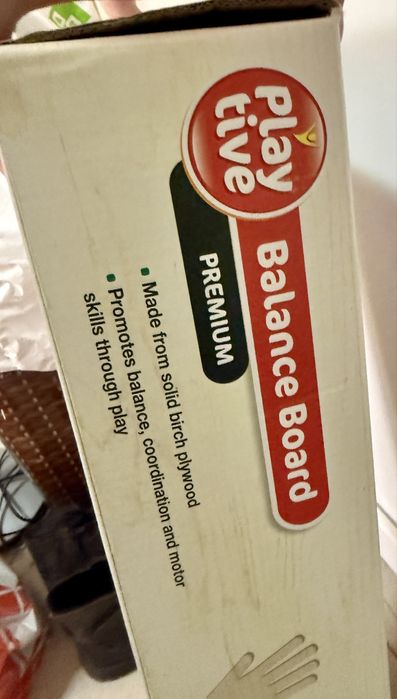 Play
tive
Balance Board
PREMIUM
▪ Made from solid birch plywood
▪ Promotes balance, coordination and motor
skills through play